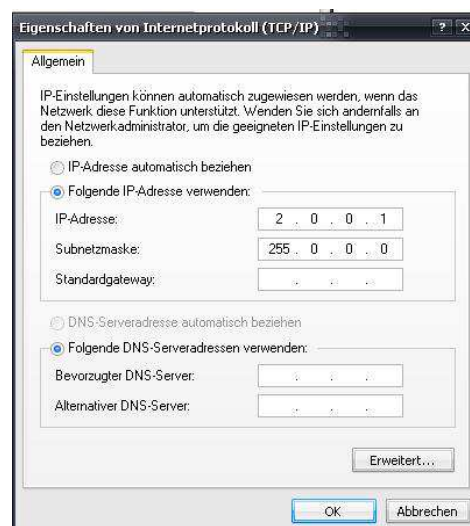 Eigenschaften von Internetprotokoll (TCP/IP)
Allgemein
IP-Einstellungen können automatisch zugewiesen werden, wenn das
Netzwerk diese Funktion unterstützt. Wenden Sie sich andernfalls an
den Netzwerkadministrator, um die geeigneten IP-Einstellungen zu
beziehen.
IP-Adresse automatisch beziehen
Folgende IP-Adresse verwenden:
IP-Adresse: 2 . 0 . 0 . 1
Subnetzmaske: 255 . 0 . 0 . 0
Standardgateway: . . .
DNS-Serveradresse automatisch beziehen
Folgende DNS-Serveradressen verwenden:
Bevorzugter DNS-Server: . . .
Alternativer DNS-Server: . . .
Erweitert...
OK Abbrechen